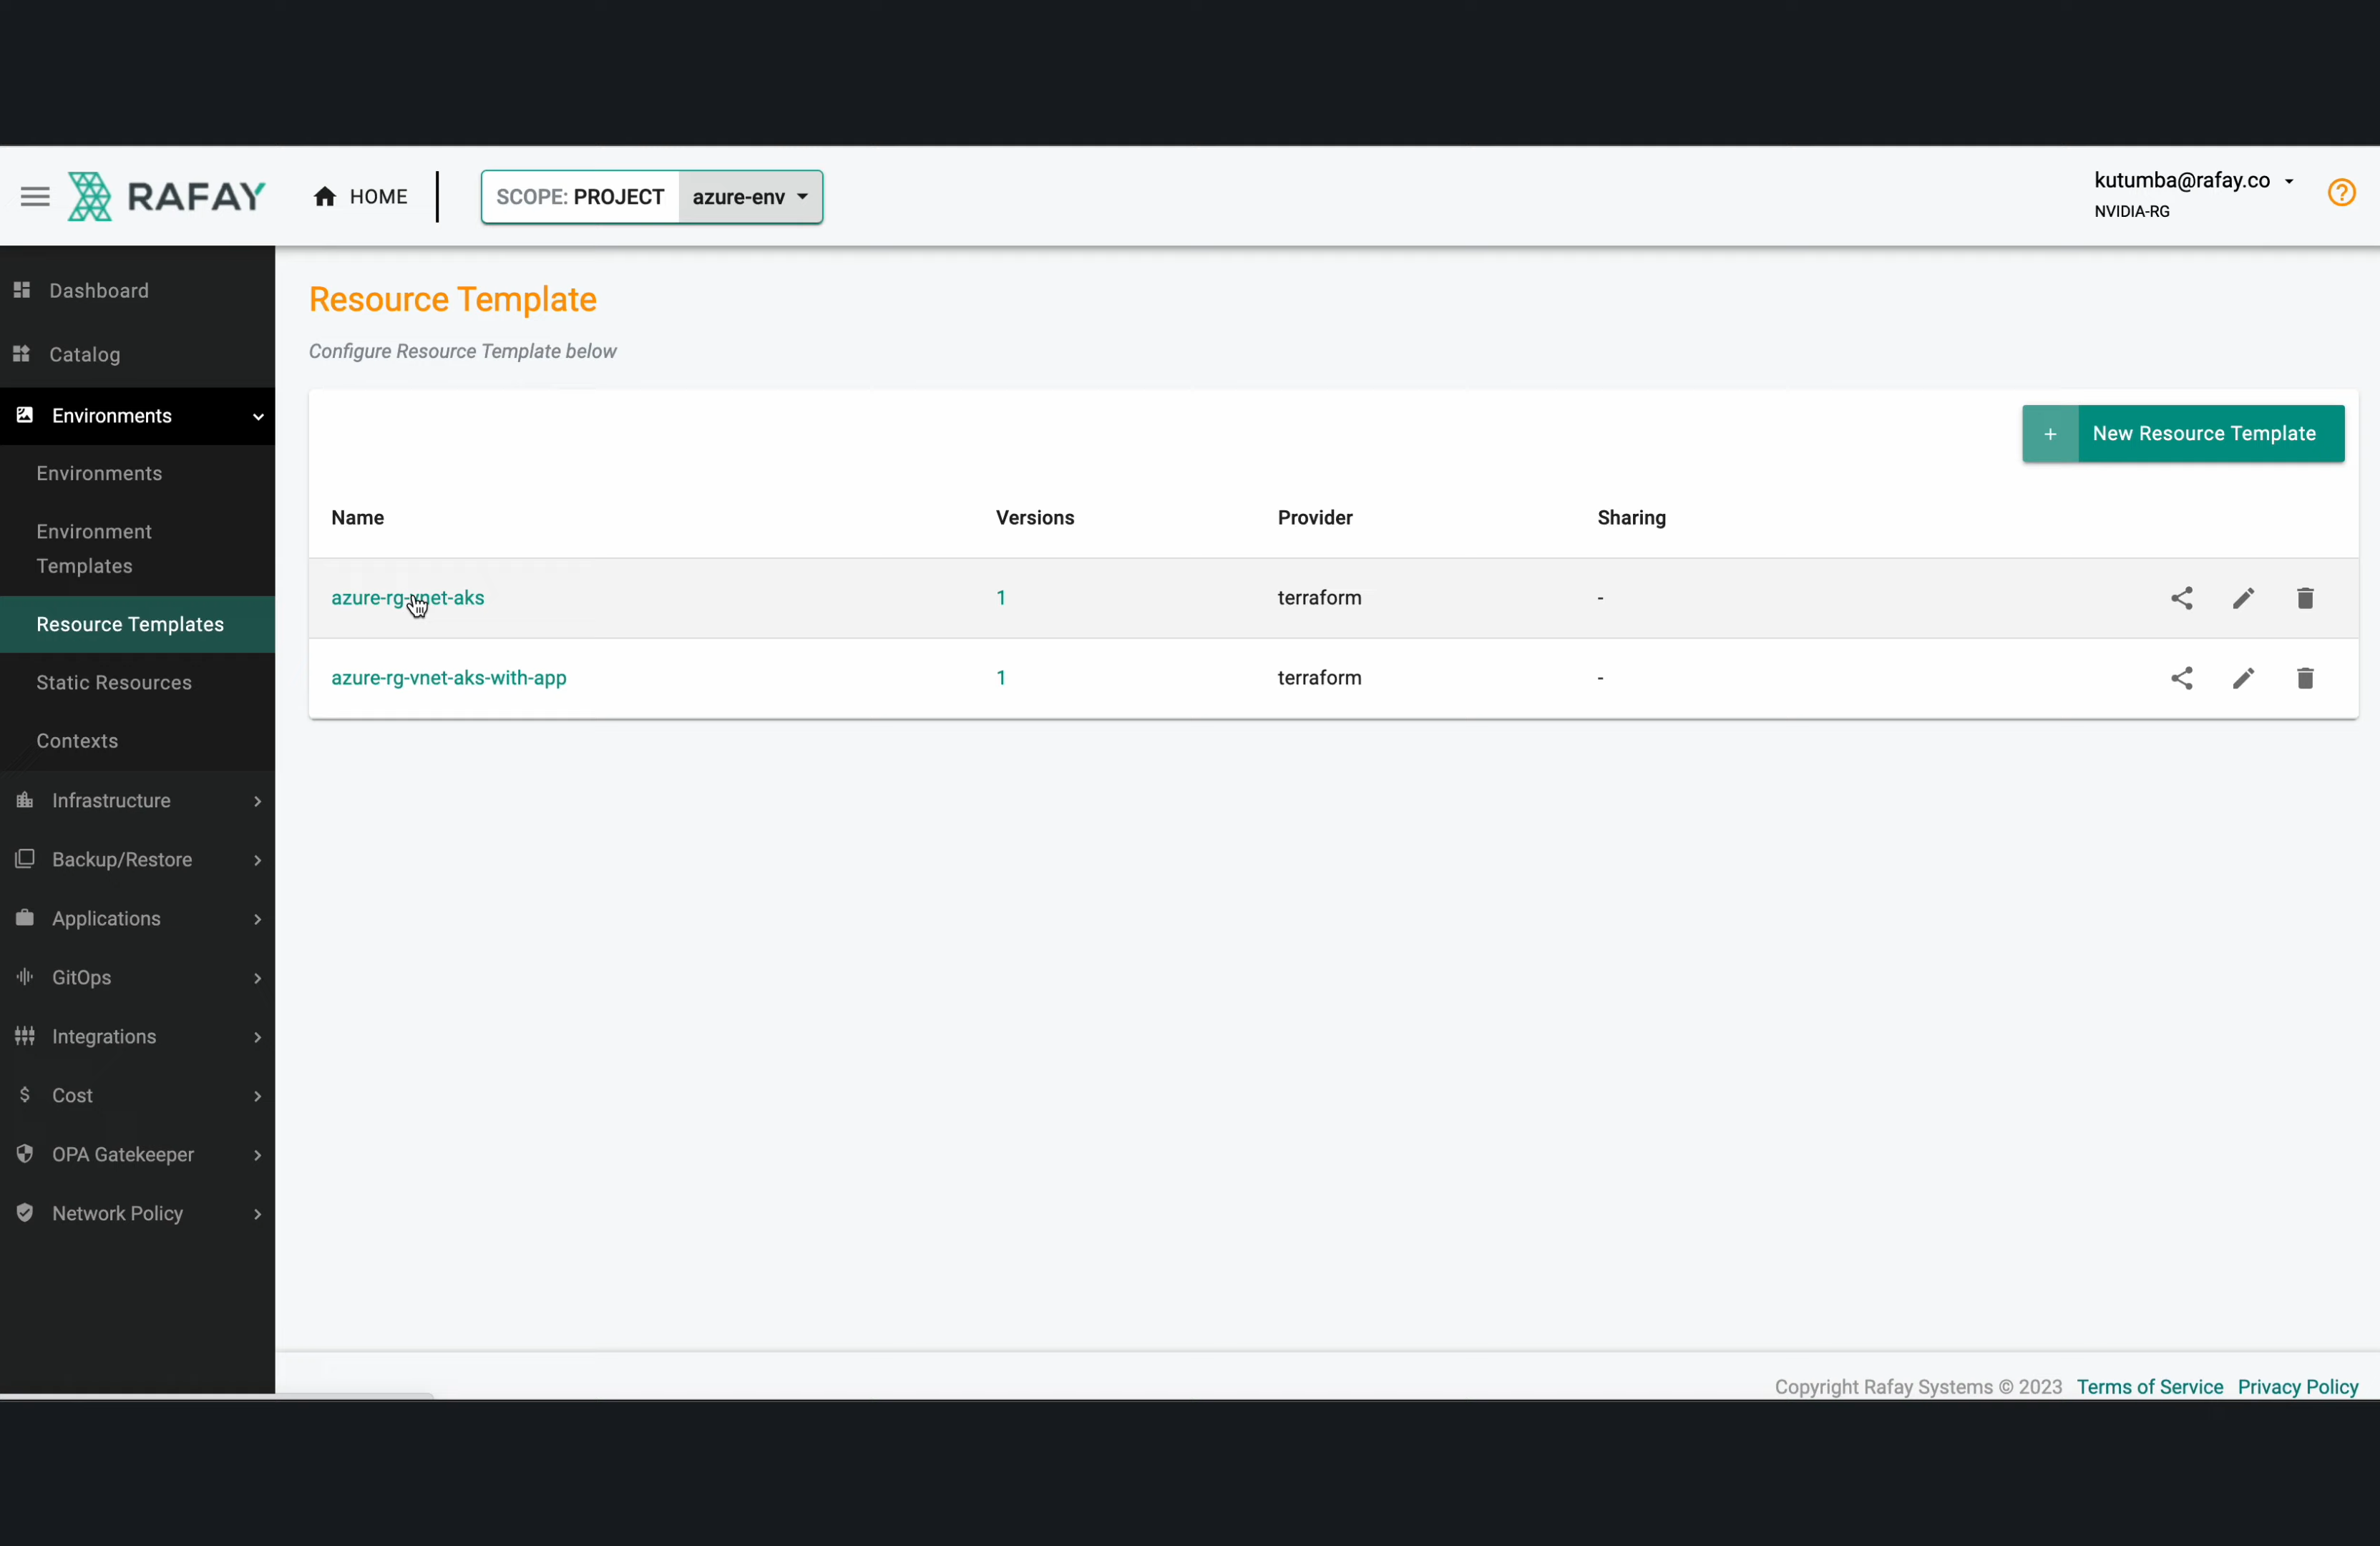 RAFAY
HOME
SCOPE: PROJECT azure-env
kutumba@rafay.co
NVIDIA-RG
Dashboard
Catalog
Environments
Environments
Environment
Templates
Resource Templates
Static Resources
Contexts
Infrastructure
Backup/Restore
Applications
GitOps
Integrations
Cost
OPA Gatekeeper
Network Policy
Resource Template
Configure Resource Template below
+ New Resource Template
Name Versions Provider Sharing
azure-rg-vnet-aks 1 terraform -
azure-rg-vnet-aks-with-app 1 terraform -
Copyright Rafay Systems © 2023 Terms of Service Privacy Policy